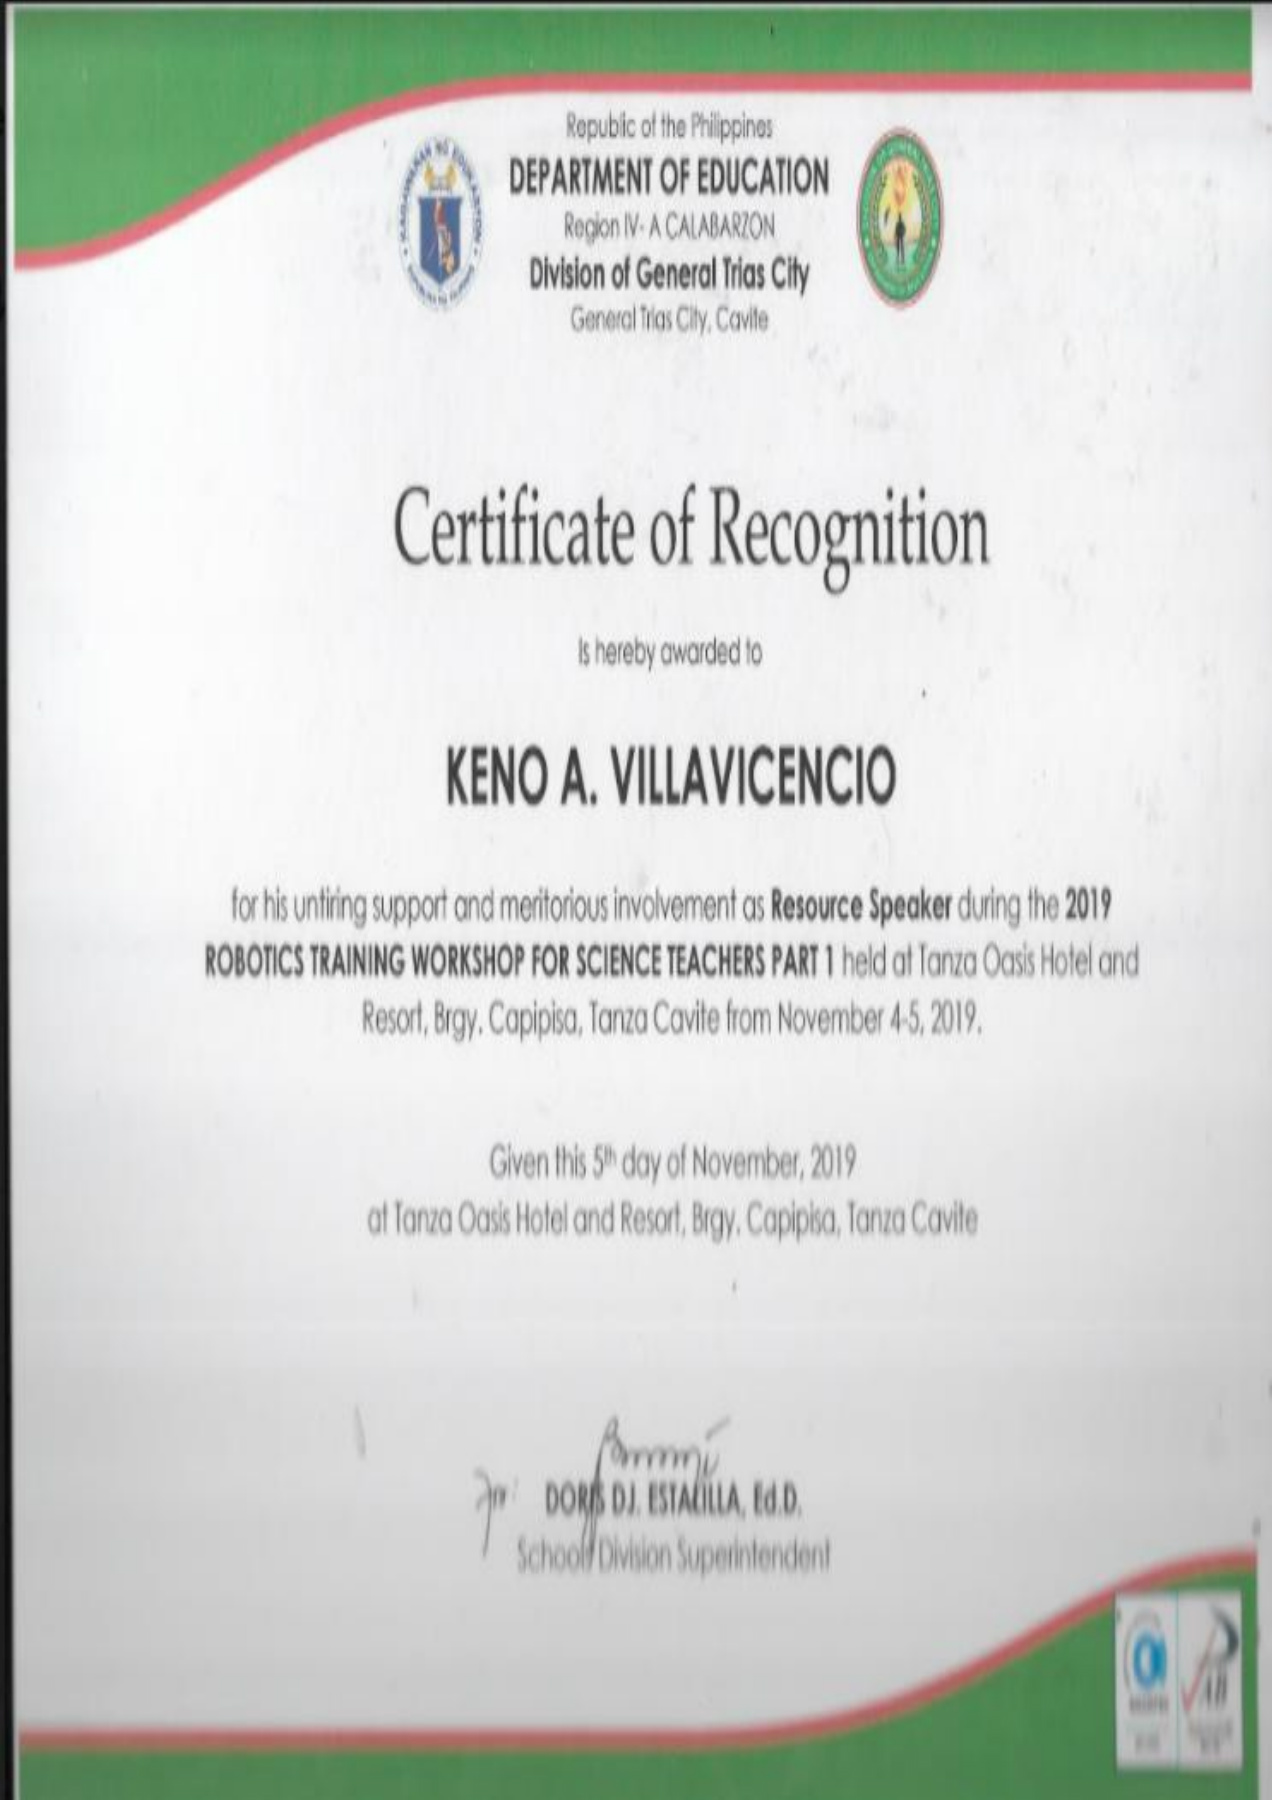 Republic of the Philippines
DEPARTMENT OF EDUCATION
Region IV- A CALABARZON
Division of General Trias City
General Trias City, Cavite
Certificate of Recognition
Is hereby awarded to
KENO A. VILLAVICENCIO
for his untiring support and meritorious involvement as Resource Speaker during the 2019
ROBOTICS TRAINING WORKSHOP FOR SCIENCE TEACHERS PART 1 held at Tanza Oasis Hotel and
Resort, Brgy. Capipisa, Tanza Cavite from November 4-5, 2019.
Given this 5th day of November, 2019
at Tanza Oasis Hotel and Resort, Brgy. Capipisa, Tanza Cavite
for:
DORIS DJ. ESTALILLA, Ed.D.
Schools Division Superintendent